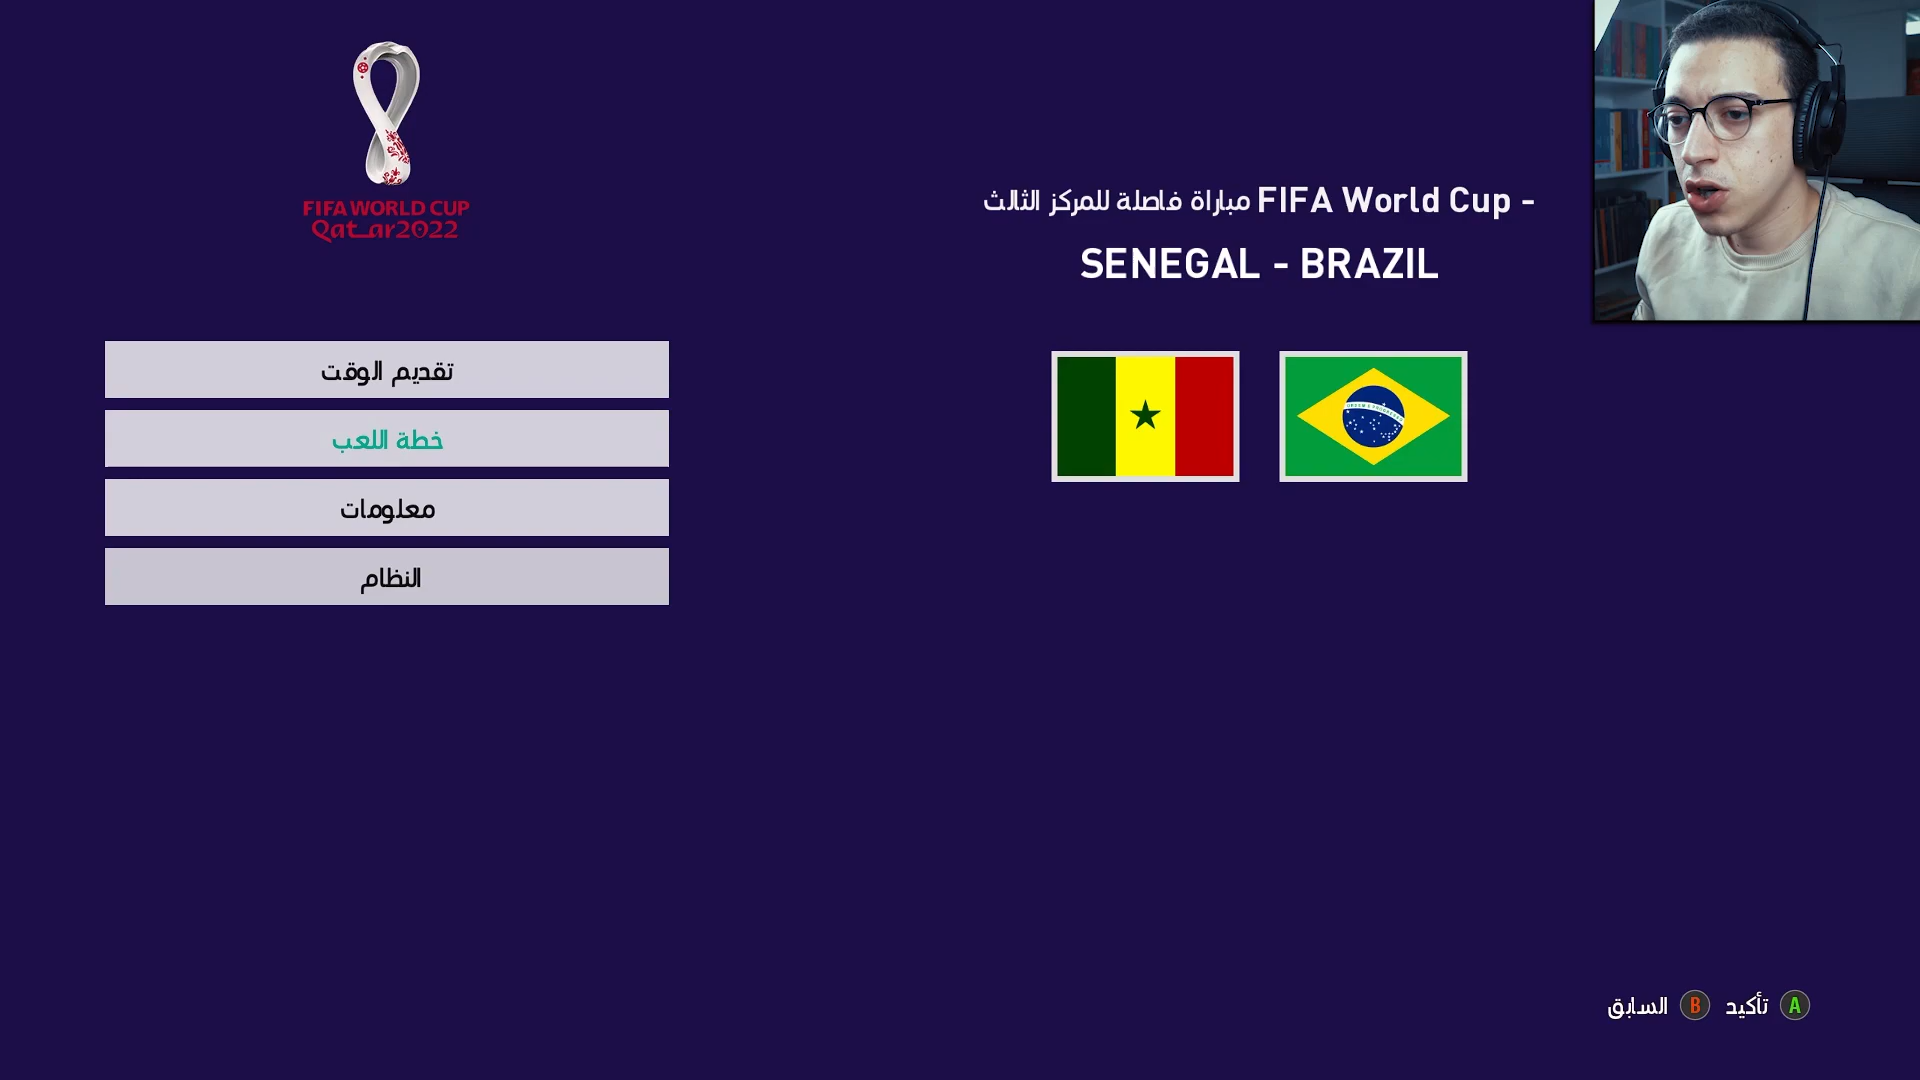 FIFA WORLD CUP
Qatar2022
FIFA World Cup - مباراة فاصلة للمركز الثالث
SENEGAL - BRAZIL
تقديم الوقت
خطة اللعب
معلومات
النظام
A تأكيد B السابق